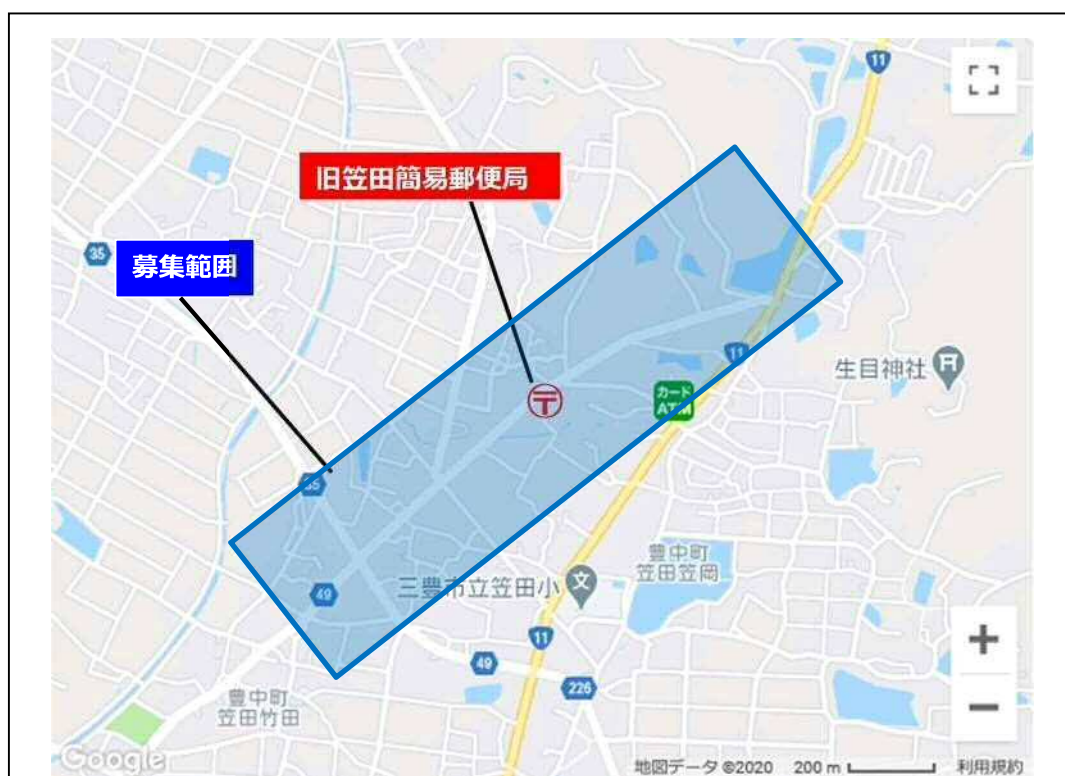 11
旧笠田簡易郵便局
35
募集範囲
生目神社
11
カード
ATM
35
豊中町
笠田笠岡
三豊市立笠田小
文
49
11
49
226
豊中町
笠田竹田
Google
地図データ ©2020 200 m 利用規約